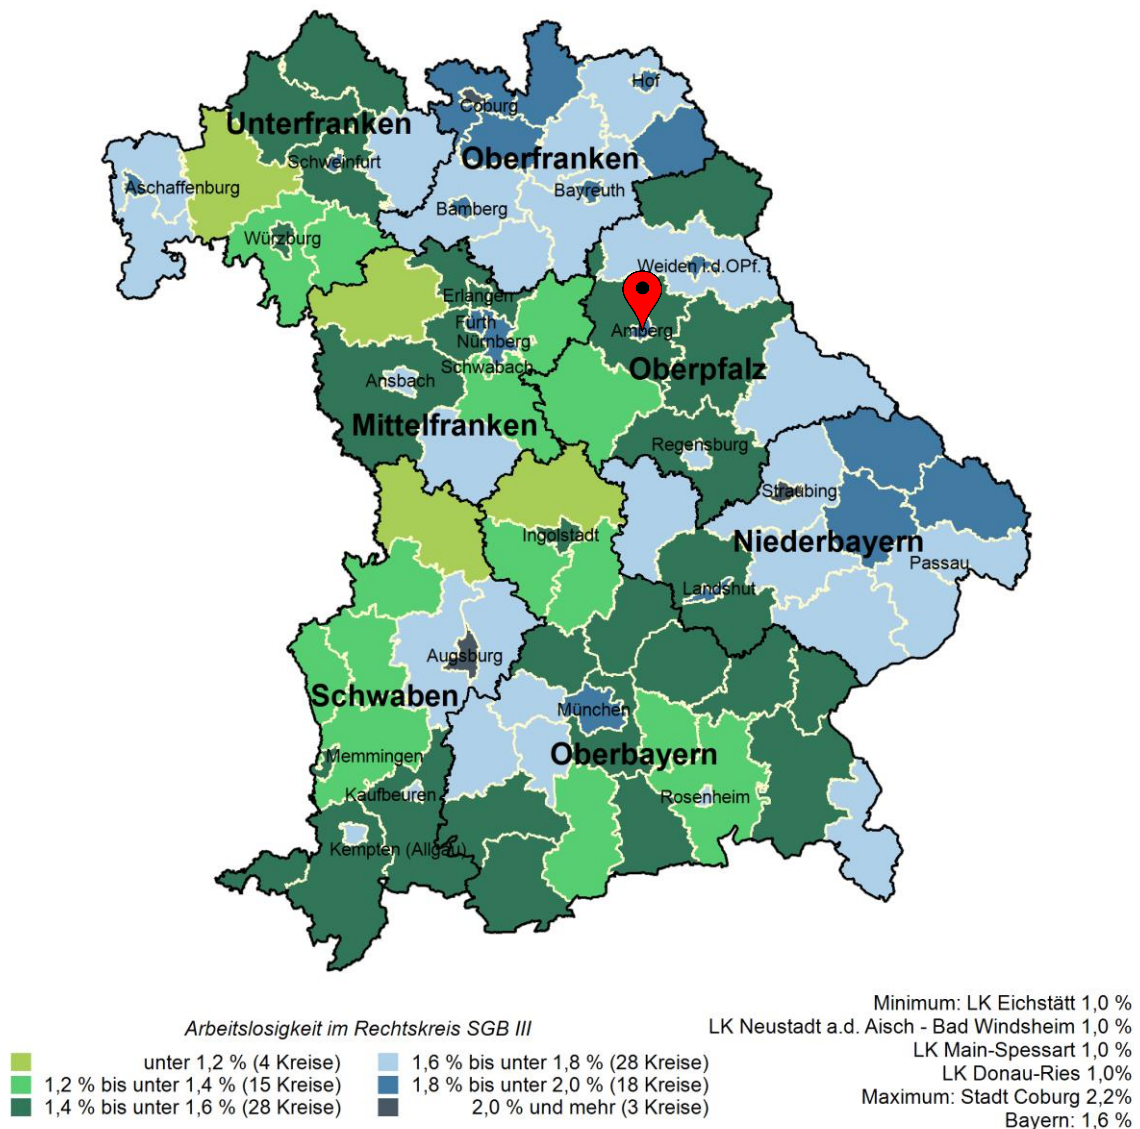 Hof
Coburg
Unterfranken
Oberfranken
Schweinfurt
Aschaffenburg
Bayreuth
Bamberg
Würzburg
Weiden i.d.OPf.
Erlangen
Fürth
Amberg
Nürnberg
Schwabach
Oberpfalz
Ansbach
Mittelfranken
Regensburg
Straubing
Ingolstadt
Niederbayern
Passau
Landshut
Augsburg
Schwaben
München
Oberbayern
Memmingen
Kaufbeuren
Rosenheim
Kempten (Allgäu)
Arbeitslosigkeit im Rechtskreis SGB III
unter 1,2 % (4 Kreise)
1,2 % bis unter 1,4 % (15 Kreise)
1,4 % bis unter 1,6 % (28 Kreise)
1,6 % bis unter 1,8 % (28 Kreise)
1,8 % bis unter 2,0 % (18 Kreise)
2,0 % und mehr (3 Kreise)
Minimum: LK Eichstätt 1,0 %
LK Neustadt a.d. Aisch - Bad Windsheim 1,0 %
LK Main-Spessart 1,0 %
LK Donau-Ries 1,0%
Maximum: Stadt Coburg 2,2%
Bayern: 1,6 %